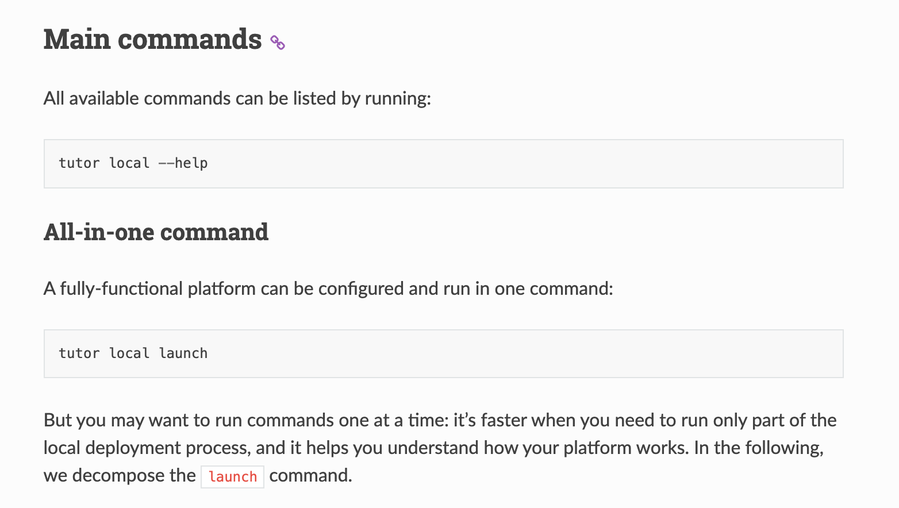 Main commands
All available commands can be listed by running:
tutor local --help
All-in-one command
A fully-functional platform can be configured and run in one command:
tutor local launch
But you may want to run commands one at a time: it’s faster when you need to run only part of the
local deployment process, and it helps you understand how your platform works. In the following,
we decompose the launch command.